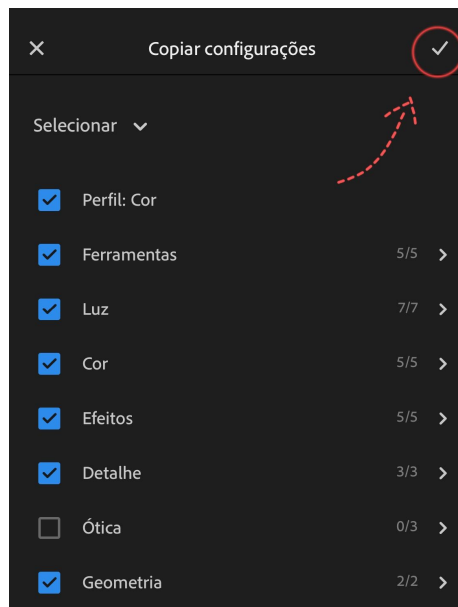 Copiar configurações
Selecionar
Perfil: Cor
Ferramentas 5/5
Luz 7/7
Cor 5/5
Efeitos 5/5
Detalhe 3/3
Ótica 0/3
Geometria 2/2